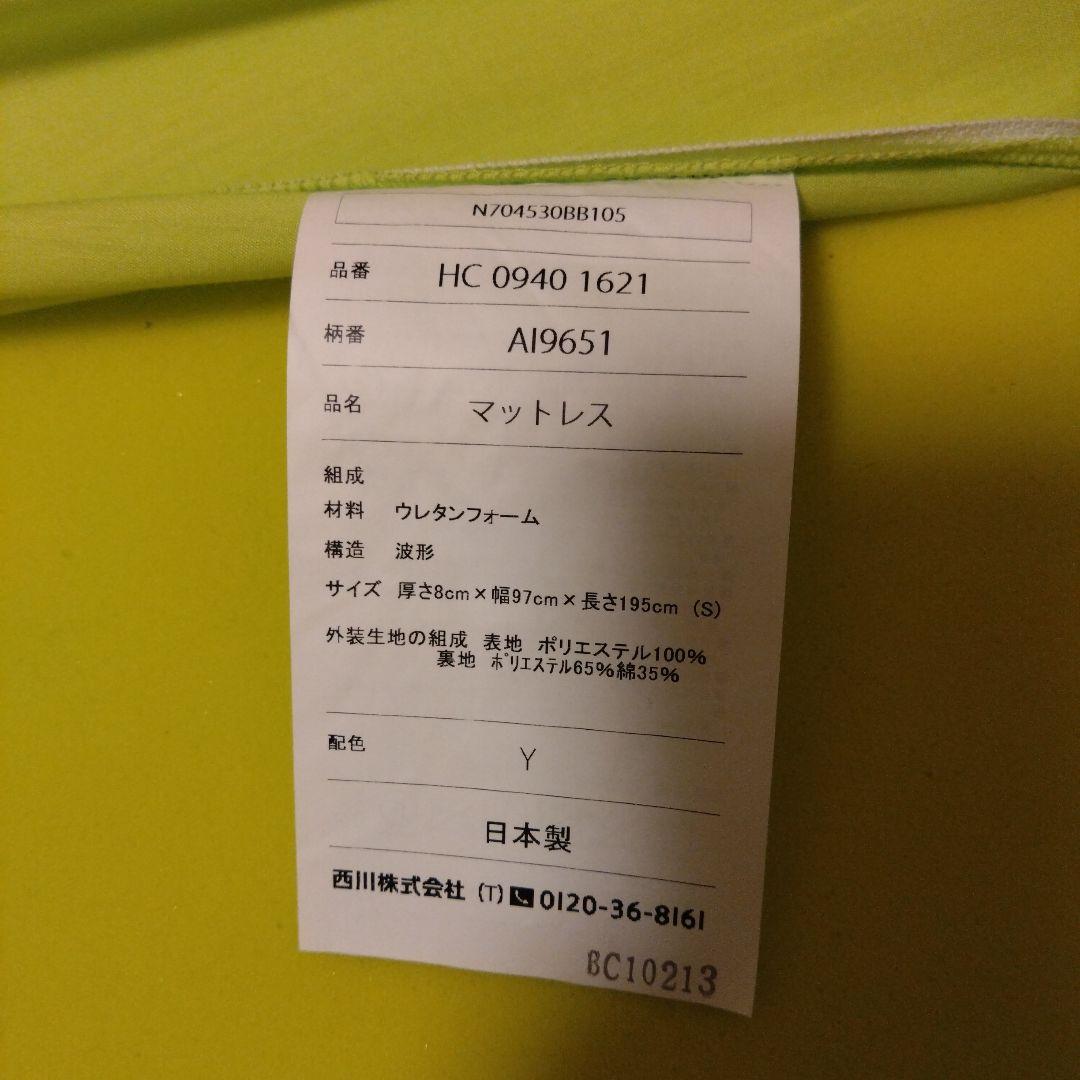 N704530BB105
品番 HC 0940 1621
柄番 AI9651
品名 マットレス
組成
材料 ウレタンフォーム
構造 波形
サイズ 厚さ8cm×幅97cm×長さ195cm (S)
外装生地の組成 表地 ポリエステル100%
裏地 ﾎﾟﾘｴｽﾃﾙ65%綿35%
配色 Y
日本製
西川株式会社 (T) 0120-36-8161
BC10213